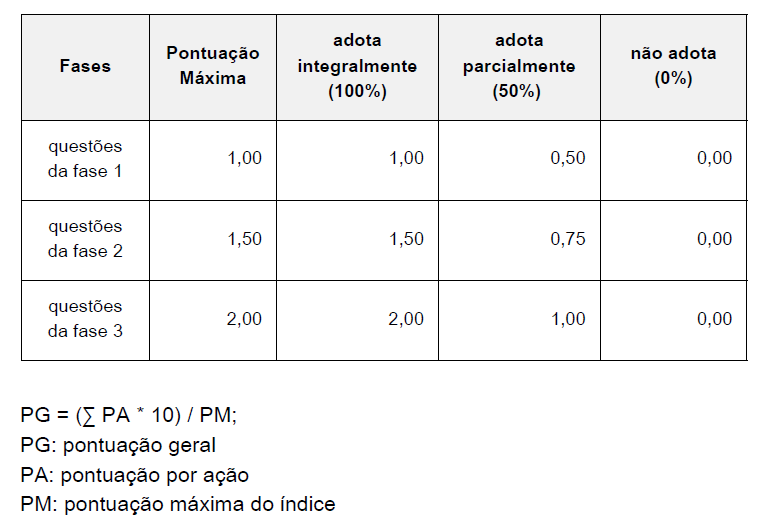 Fases
Pontuação
Máxima
adota
integralmente
(100%)
adota
parcialmente
(50%)
não adota
(0%)
questões
da fase 1
1,00
1,00
0,50
0,00
questões
da fase 2
1,50
1,50
0,75
0,00
questões
da fase 3
2,00
2,00
1,00
0,00
PG = (∑ PA * 10) / PM;
PG: pontuação geral
PA: pontuação por ação
PM: pontuação máxima do índice